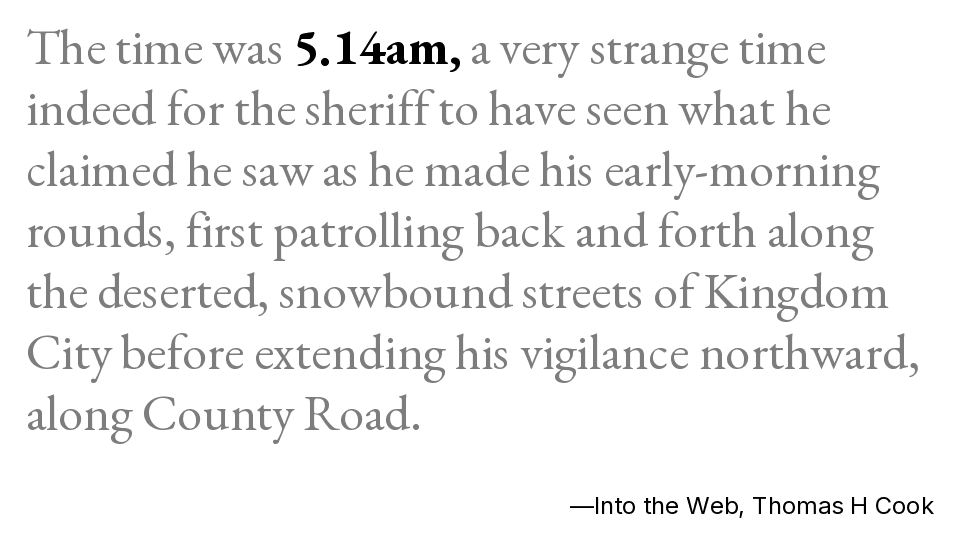 The time was 5.14am, a very strange time
indeed for the sheriff to have seen what he
claimed he saw as he made his early-morning
rounds, first patrolling back and forth along
the deserted, snowbound streets of Kingdom
City before extending his vigilance northward,
along County Road.
—Into the Web, Thomas H Cook